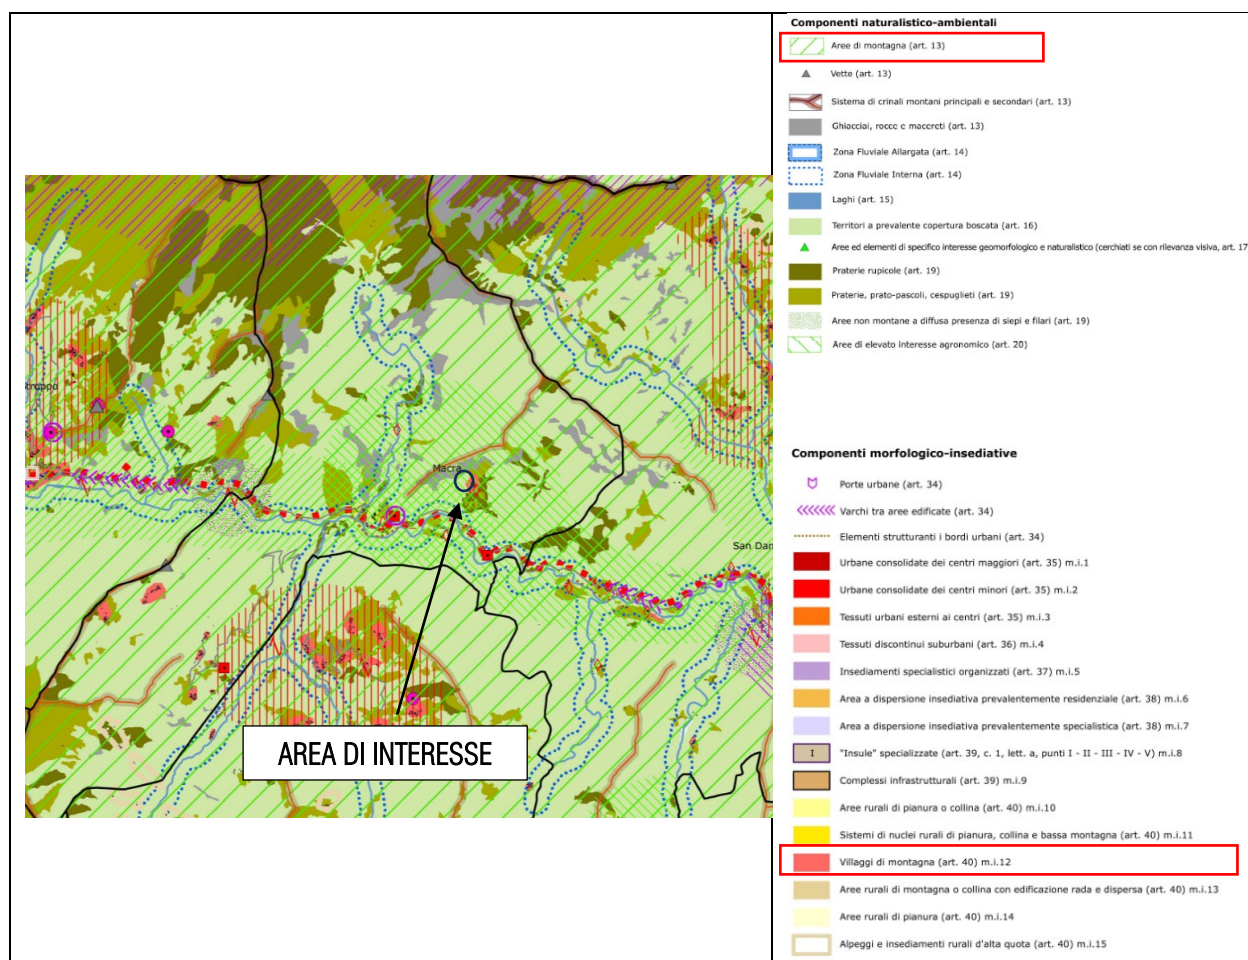 Componenti naturalistico-ambientali
Aree di montagna (art. 13)
Vette (art. 13)
Sistema di crinali montani principali e secondari (art. 13)
Ghiacciai, rocce e macereti (art. 13)
Zona Fluviale Allargata (art. 14)
Zona Fluviale Interna (art. 14)
Laghi (art. 15)
Territori a prevalente copertura boscata (art. 16)
Aree ed elementi di specifico interesse geomorfologico e naturalistico (cerchiati se con rilevanza visiva, art. 17
Praterie rupicole (art. 19)
Praterie, prato-pascoli, cespuglieti (art. 19)
Aree non montane a diffusa presenza di siepi e filari (art. 19)
Aree di elevato interesse agronomico (art. 20)
Macra
San Dam
AREA DI INTERESSE
Componenti morfologico-insediative
Porte urbane (art. 34)
Varchi tra aree edificate (art. 34)
Elementi strutturanti i bordi urbani (art. 34)
Urbane consolidate dei centri maggiori (art. 35) m.i.1
Urbane consolidate dei centri minori (art. 35) m.i.2
Tessuti urbani esterni ai centri (art. 35) m.i.3
Tessuti discontinui suburbani (art. 36) m.i.4
Insediamenti specialistici organizzati (art. 37) m.i.5
Area a dispersione insediativa prevalentemente residenziale (art. 38) m.i.6
Area a dispersione insediativa prevalentemente specialistica (art. 38) m.i.7
I "Insule" specializzate (art. 39, c. 1, lett. a, punti I - II - III - IV - V) m.i.8
Complessi infrastrutturali (art. 39) m.i.9
Aree rurali di pianura o collina (art. 40) m.i.10
Sistemi di nuclei rurali di pianura, collina e bassa montagna (art. 40) m.i.11
Villaggi di montagna (art. 40) m.i.12
Aree rurali di montagna o collina con edificazione rada e dispersa (art. 40) m.i.13
Aree rurali di pianura (art. 40) m.i.14
Alpeggi e insediamenti rurali d'alta quota (art. 40) m.i.15